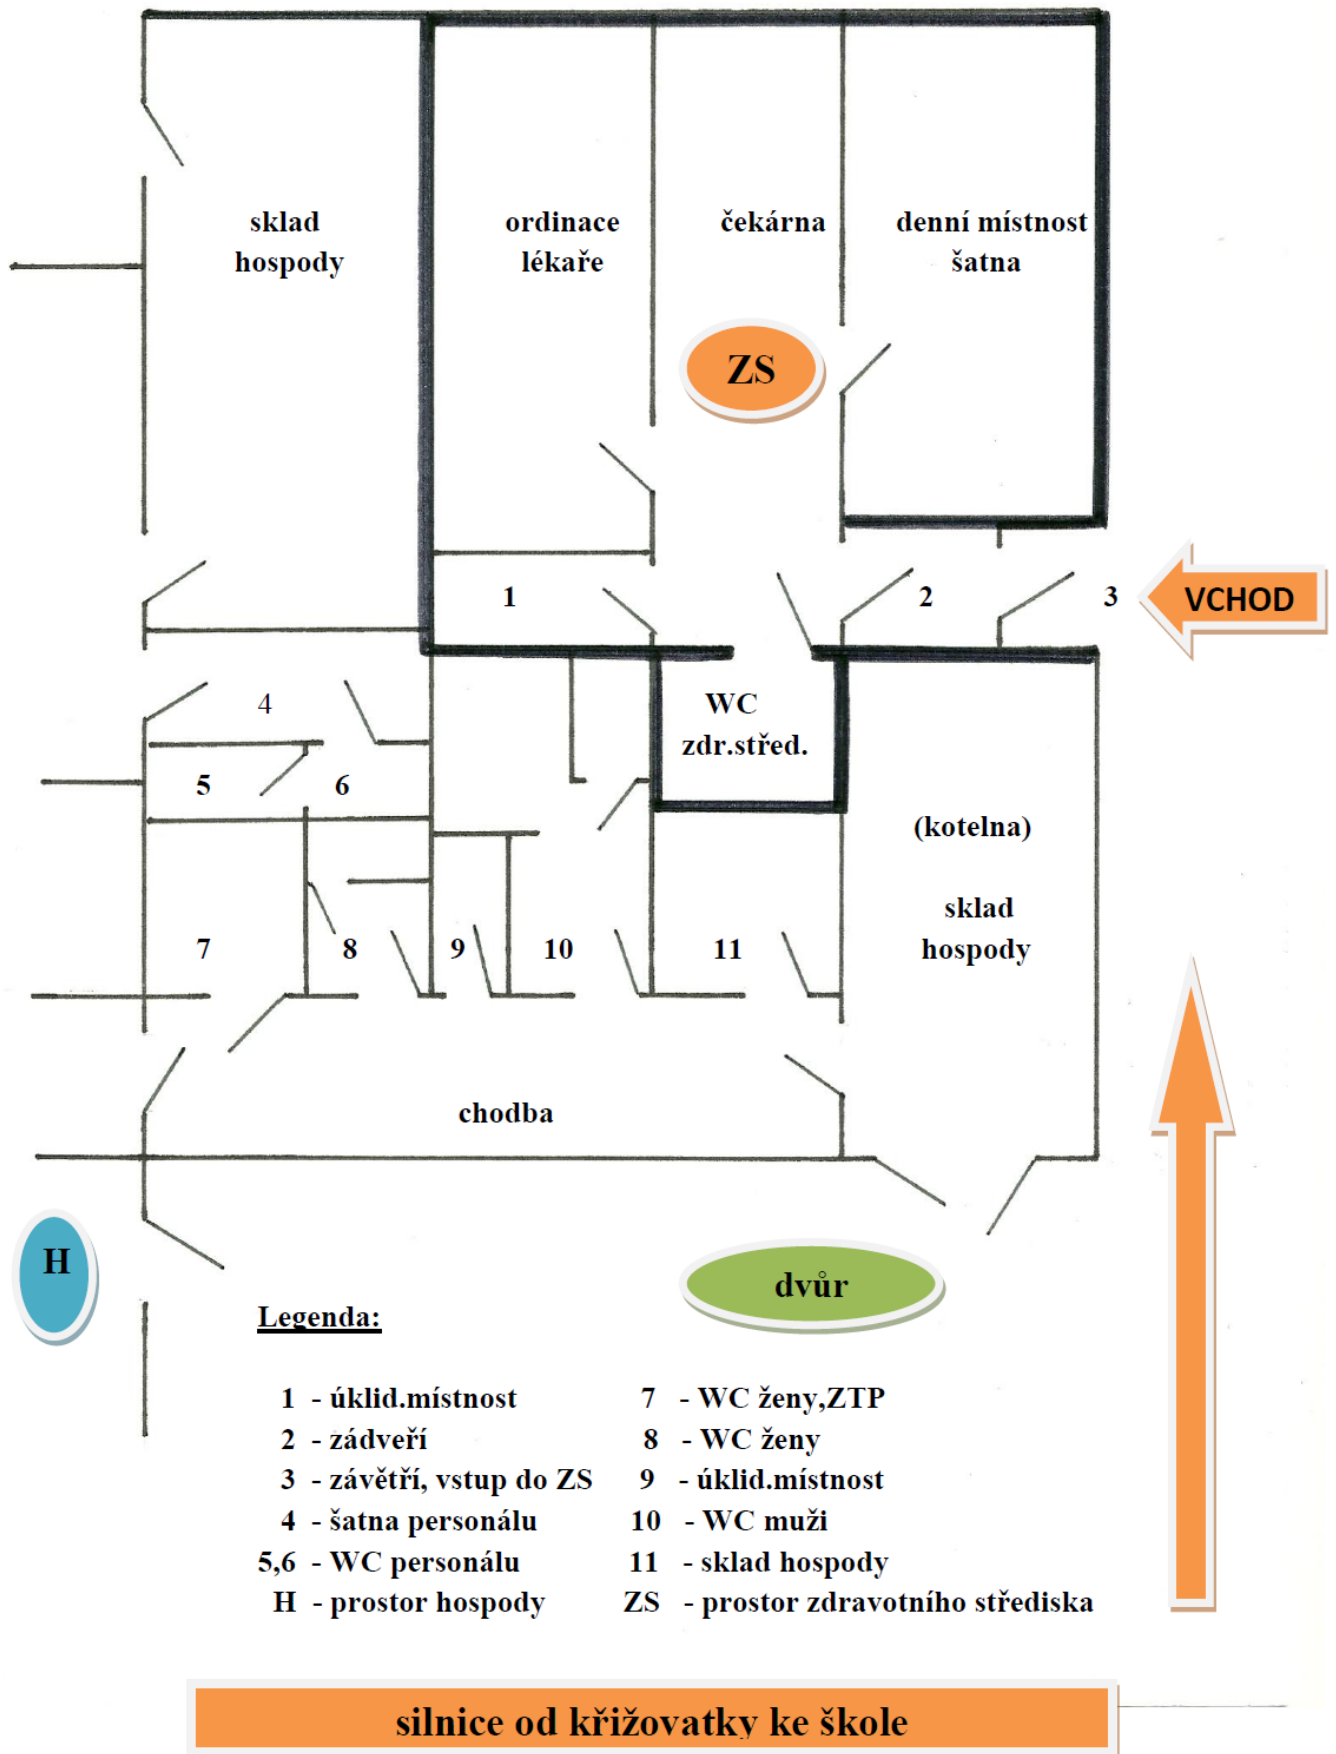 sklad
hospody
ordinace
lékaře
čekárna
denní místnost
šatna
ZS
1
2
3
VCHOD
4
WC
zdr.střed.
5
6
(kotelna)
sklad
hospody
7
8
9
10
11
chodba
H
dvůr
Legenda:
1 - úklid.místnost
2 - zádveří
3 - závětří, vstup do ZS
4 - šatna personálu
5,6 - WC personálu
H - prostor hospody
7 - WC ženy,ZTP
8 - WC ženy
9 - úklid.místnost
10 - WC muži
11 - sklad hospody
ZS - prostor zdravotního střediska
silnice od křižovatky ke škole